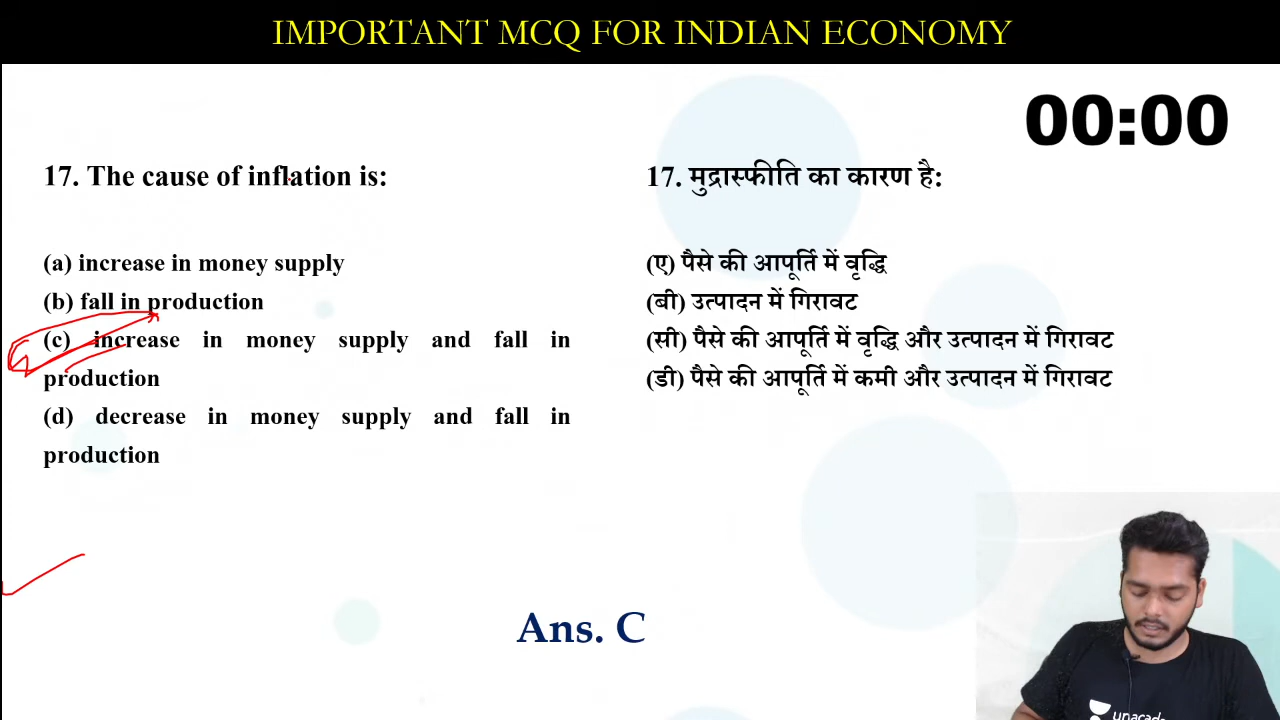 IMPORTANT MCQ FOR INDIAN ECONOMY
00:00
17. The cause of inflation is:
(a) increase in money supply
(b) fall in production
(c) increase in money supply and fall in
production
(d) decrease in money supply and fall in
production
17. मुद्रास्फीति का कारण है:
(ए) पैसे की आपूर्ति में वृद्धि
(बी) उत्पादन में गिरावट
(सी) पैसे की आपूर्ति में वृद्धि और उत्पादन में गिरावट
(डी) पैसे की आपूर्ति में कमी और उत्पादन में गिरावट
Ans. C